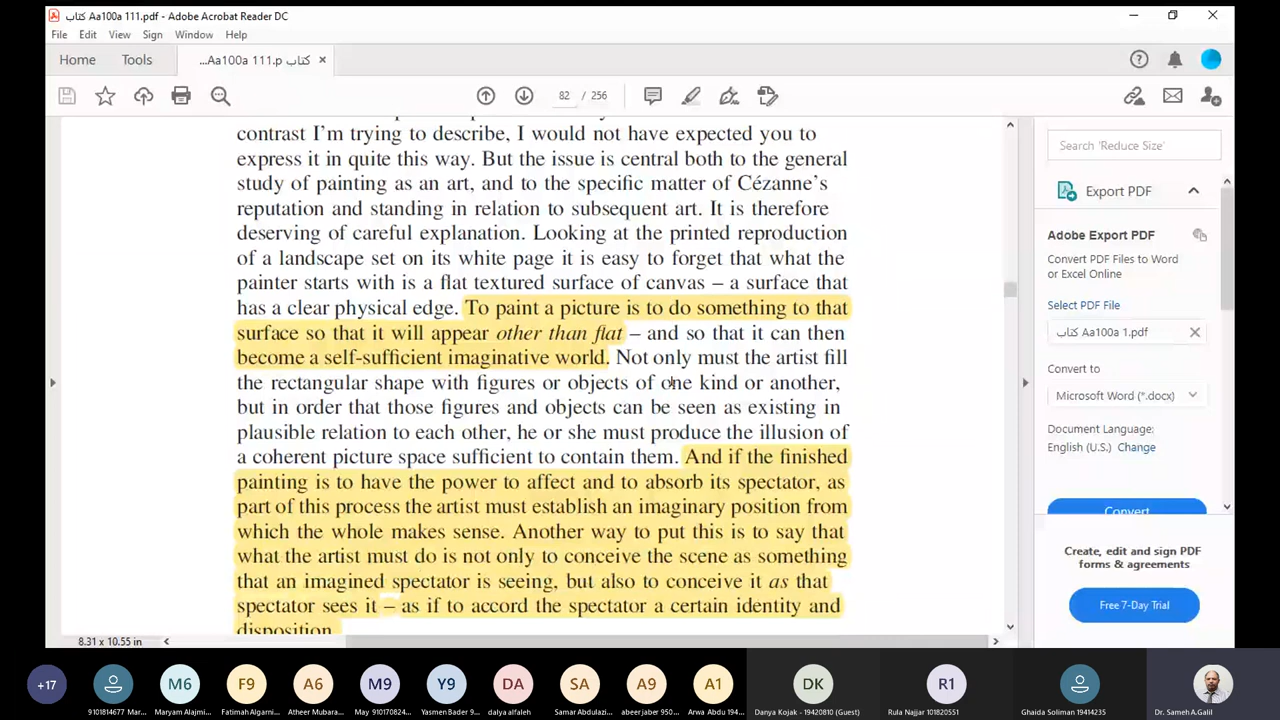 كتاب Aa100a 111.pdf - Adobe Acrobat Reader DC
File Edit View Sign Window Help
Home Tools كتاب Aa100a 111.p... ×
82 / 256
contrast I'm trying to describe, I would not have expected you to
express it in quite this way. But the issue is central both to the general
study of painting as an art, and to the specific matter of Cézanne's
reputation and standing in relation to subsequent art. It is therefore
deserving of careful explanation. Looking at the printed reproduction
of a landscape set on its white page it is easy to forget that what the
painter starts with is a flat textured surface of canvas – a surface that
has a clear physical edge. To paint a picture is to do something to that
surface so that it will appear other than flat – and so that it can then
become a self-sufficient imaginative world. Not only must the artist fill
the rectangular shape with figures or objects of one kind or another,
but in order that those figures and objects can be seen as existing in
plausible relation to each other, he or she must produce the illusion of
a coherent picture space sufficient to contain them. And if the finished
painting is to have the power to affect and to absorb its spectator, as
part of this process the artist must establish an imaginary position from
which the whole makes sense. Another way to put this is to say that
what the artist must do is not only to conceive the scene as something
that an imagined spectator is seeing, but also to conceive it as that
spectator sees it – as if to accord the spectator a certain identity and
disposition.
8.31 x 10.55 in
Search 'Reduce Size'
Export PDF
Adobe Export PDF
Convert PDF Files to Word
or Excel Online
Select PDF File
كتاب Aa100a 1.pdf
Convert to
Microsoft Word (*.docx)
Document Language:
English (U.S.) Change
Convert
Create, edit and sign PDF
forms & agreements
Free 7-Day Trial
+17 M6 F9 A6 M9 Y9 DA SA A9 A1 DK R1
9101814677 Mar... Maryam Alajmi... Fatimah Algarni... Atheer Mubara... May 910170824... Yasmen Bader 9... dalya alfaleh Samar Abdulazi... abeer jaber 950... Arwa Abdu 194... Danya Kojak - 19420810 (Guest) Rula Najjar 101820551 Ghaida Soliman 19414235 Dr. Sameh A.Galil